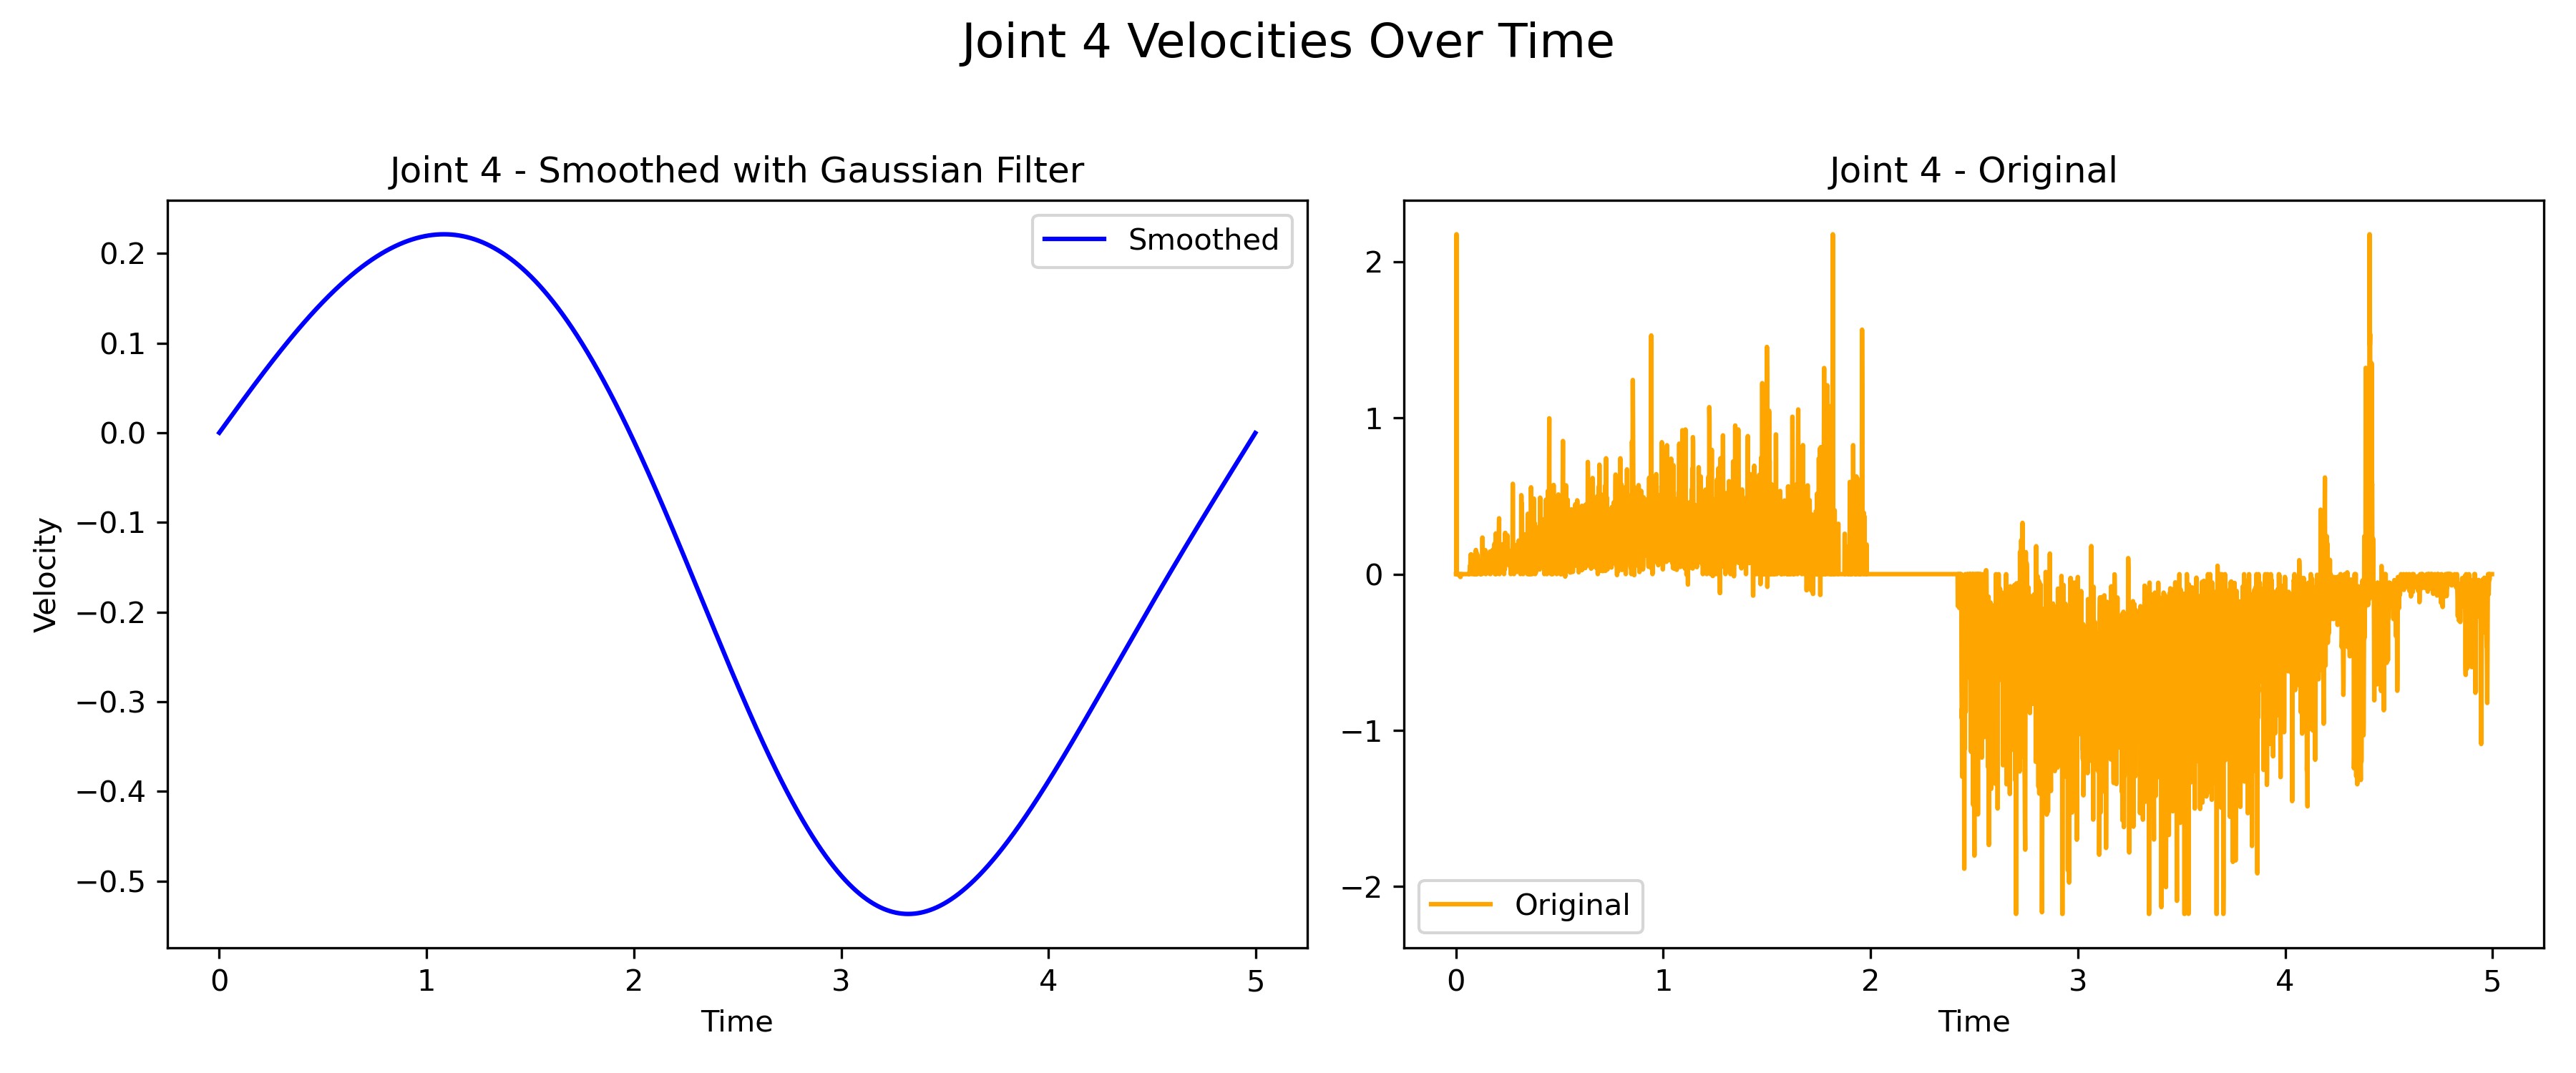 Joint 4 Velocities Over Time
Joint 4 - Smoothed with Gaussian Filter
Smoothed
0.2
0.1
0.0
−0.1
−0.2
−0.3
−0.4
−0.5
Velocity
0 1 2 3 4 5
Time
Joint 4 - Original
2
1
0
−1
−2
Original
0 1 2 3 4 5
Time